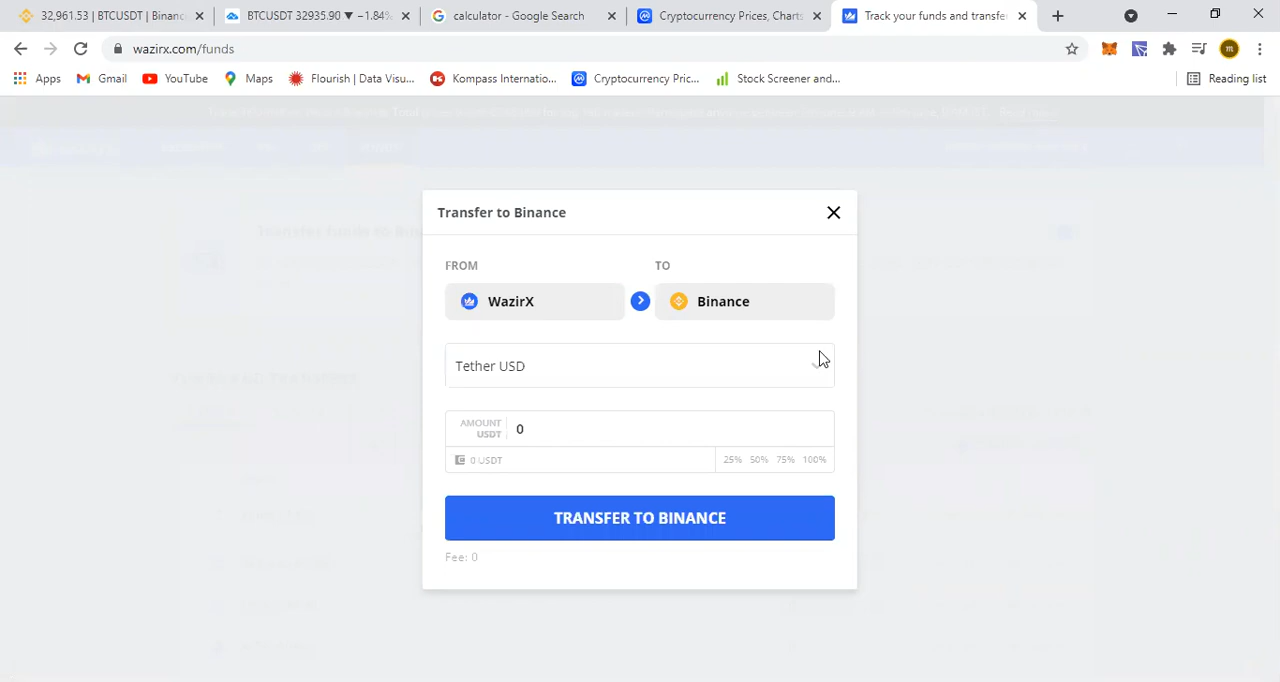 32,961.53 | BTCUSDT | Binanc
BTCUSDT 32935.90 ▼ −1.84%
calculator - Google Search
Cryptocurrency Prices, Charts
Track your funds and transfe
wazirx.com/funds
Apps
Gmail
YouTube
Maps
Flourish | Data Visu...
Kompass Internatio...
Cryptocurrency Pric...
Stock Screener and...
Reading list
Transfer to Binance
FROM
TO
WazirX
Binance
Tether USD
AMOUNT
USDT
0
0 USDT
25% 50% 75% 100%
TRANSFER TO BINANCE
Fee: 0